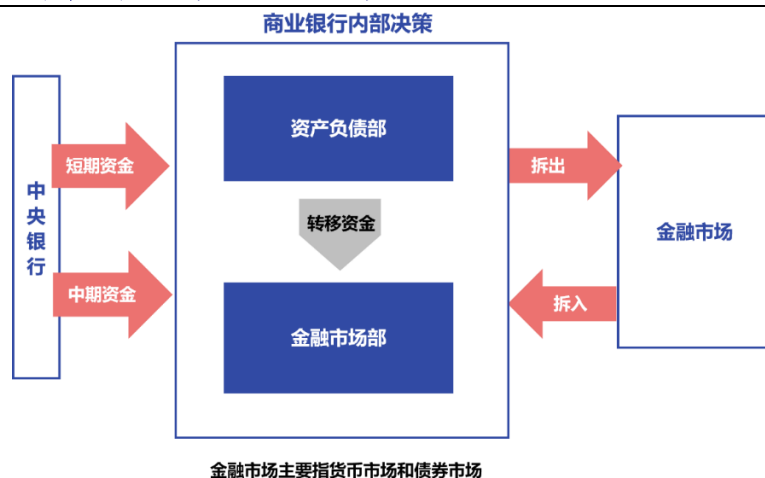 商业银行内部决策
中央银行
短期资金
中期资金
资产负债部
转移资金
金融市场部
拆出
拆入
金融市场
金融市场主要指货币市场和债券市场